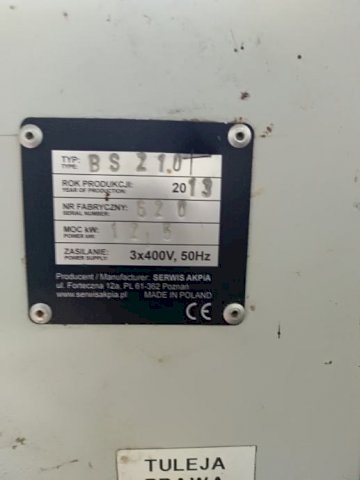 TYP: BS 210T
TYPE:
ROK PRODUKCJI: 2013
YEAR OF PRODUCTION:
NR FABRYCZNY: 520
SERIAL NUMBER:
MOC kW: 12,5
POWER kW:
ZASILANIE: 3x400V, 50Hz
POWER SUPPLY:
Producent / Manufacturer: SERWIS AKPIA
ul. Forteczna 12a, PL 61-362 Poznań
www.serwisakpia.pl MADE IN POLAND
CE
TULEJA
PRAWA